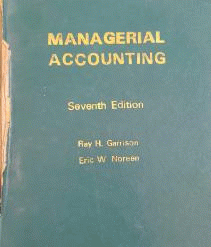 MANAGERIAL
ACCOUNTING
Seventh Edition
Ray H. Garrison
Eric W. Noreen